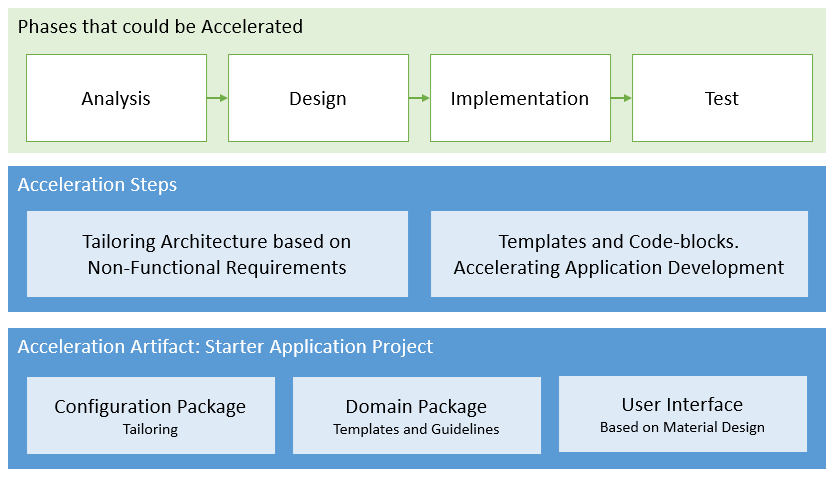 Phases that could be Accelerated
Analysis
Design
Implementation
Test
Acceleration Steps
Tailoring Architecture based on
Non-Functional Requirements
Templates and Code-blocks.
Accelerating Application Development
Acceleration Artifact: Starter Application Project
Configuration Package
Tailoring
Domain Package
Templates and Guidelines
User Interface
Based on Material Design